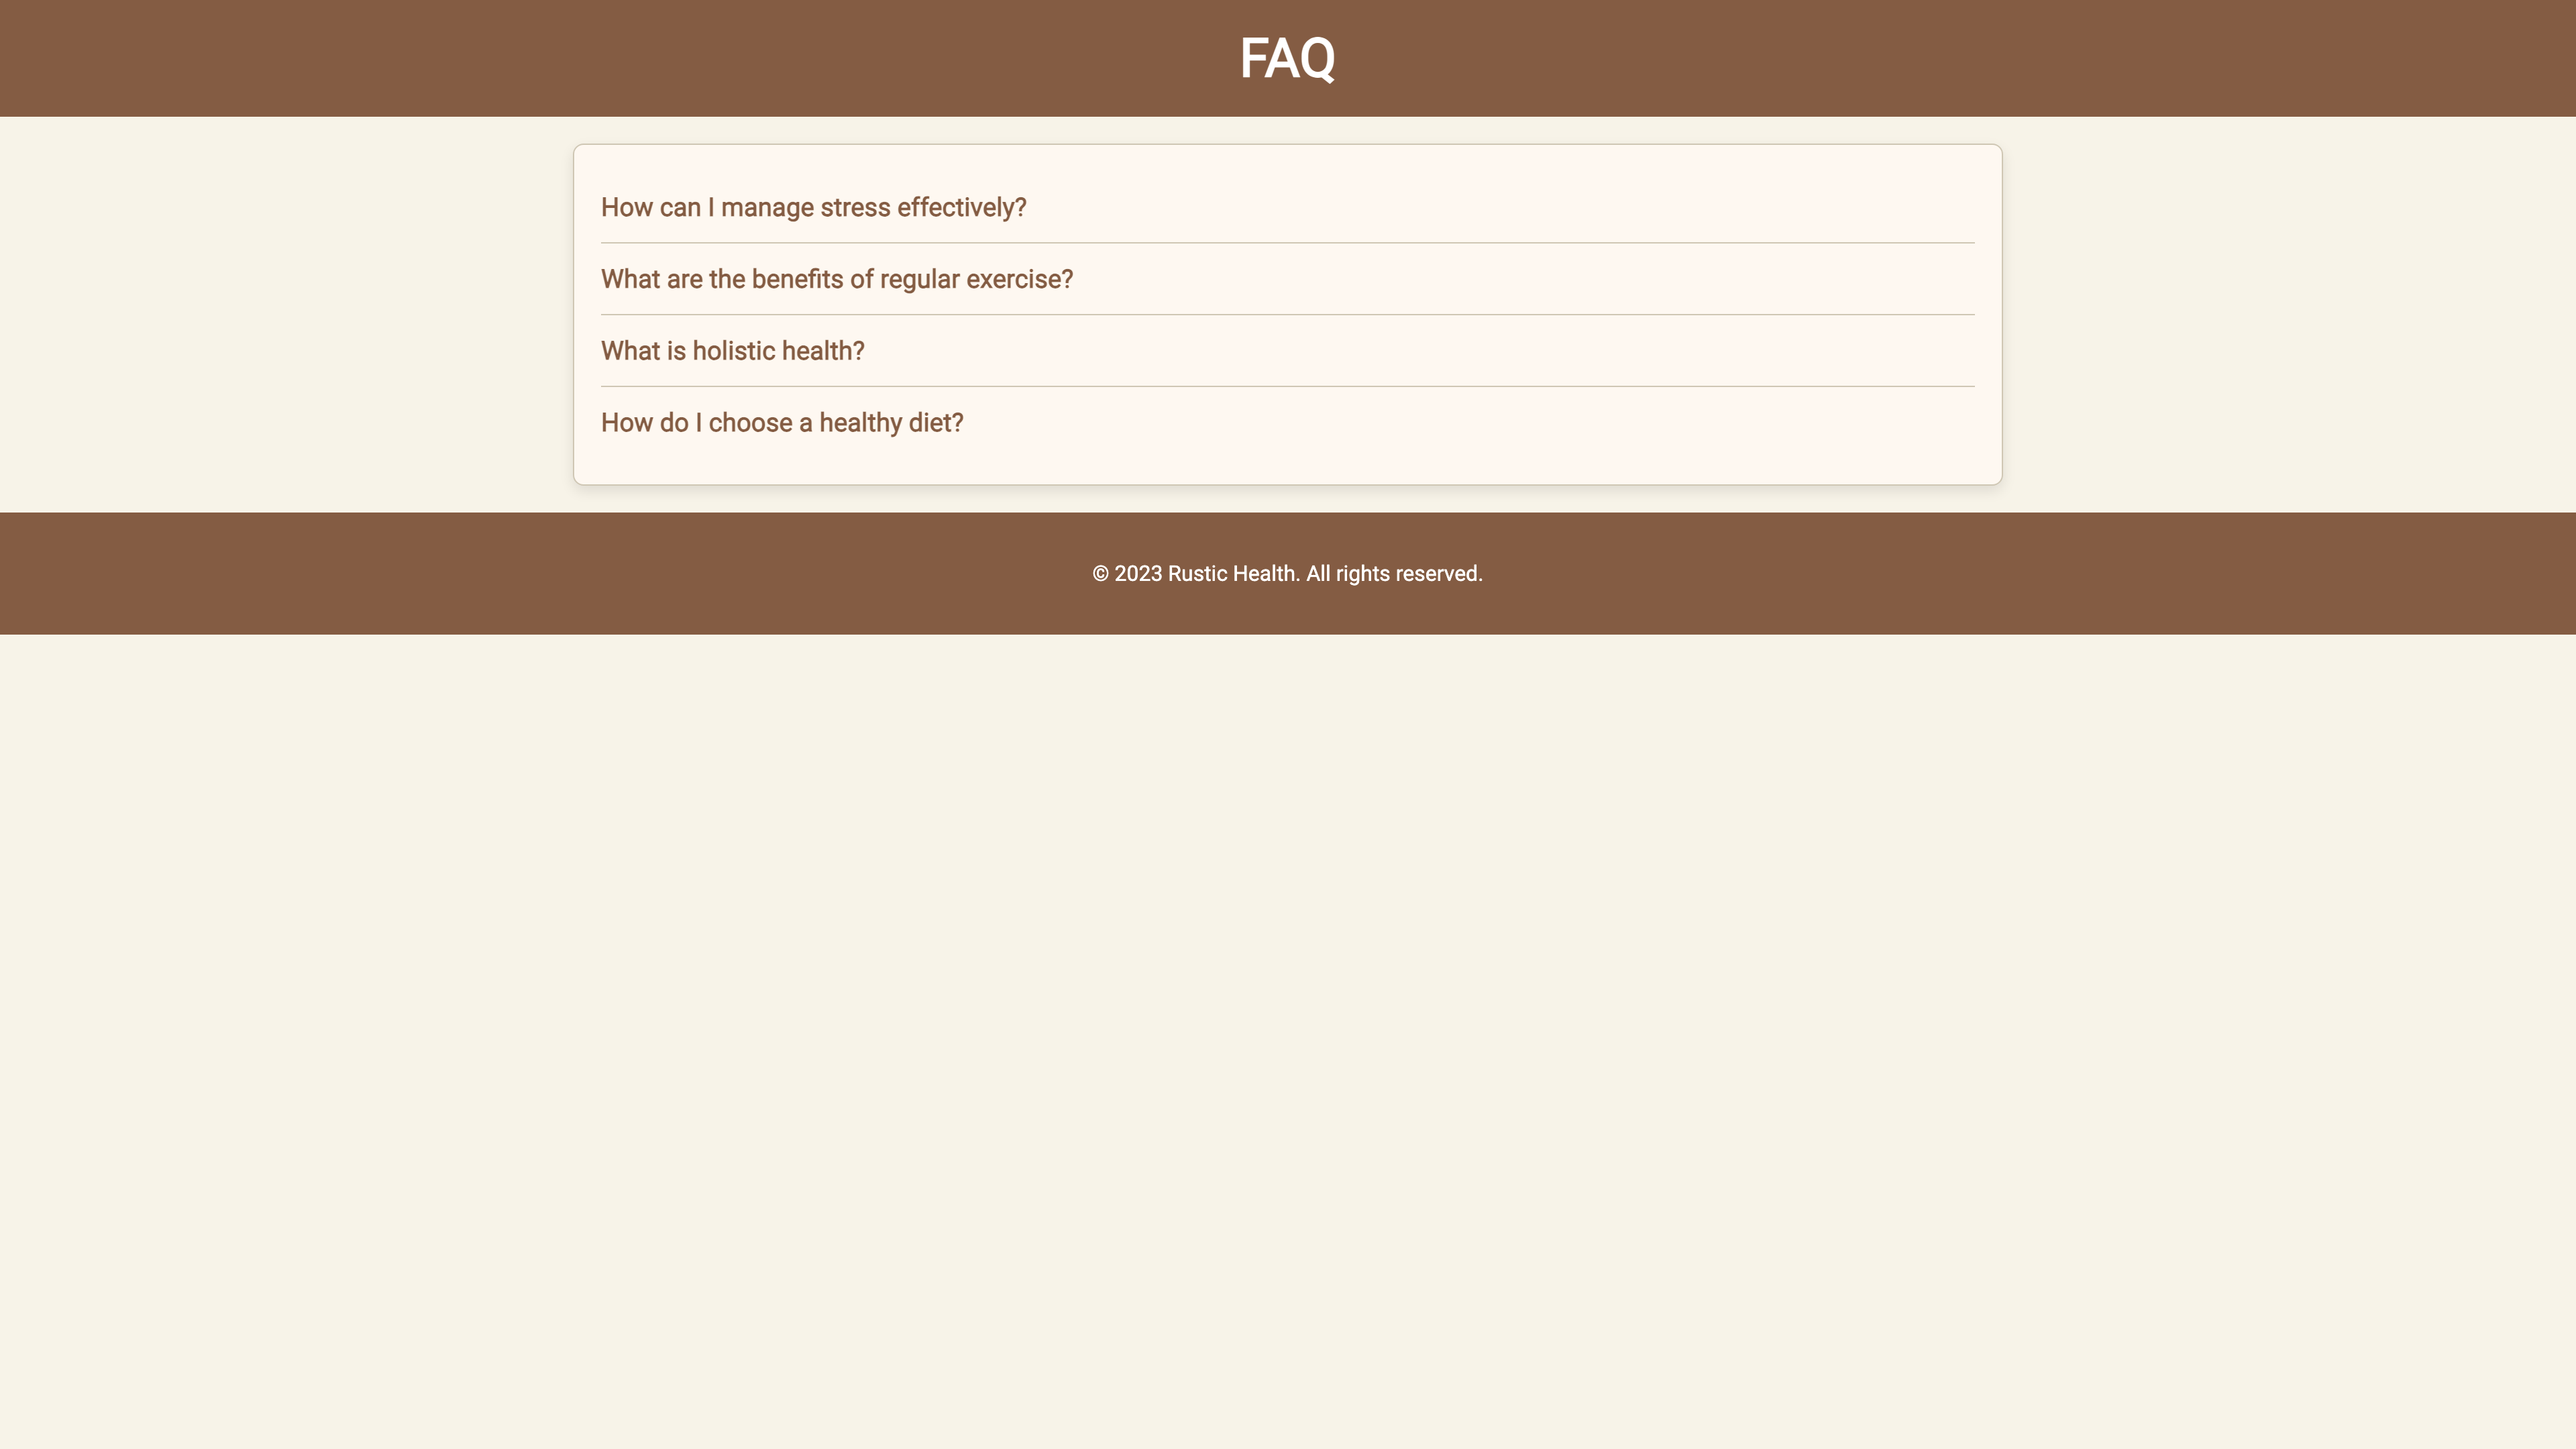 FAQ
How can I manage stress effectively?
What are the benefits of regular exercise?
What is holistic health?
How do I choose a healthy diet?
© 2023 Rustic Health. All rights reserved.